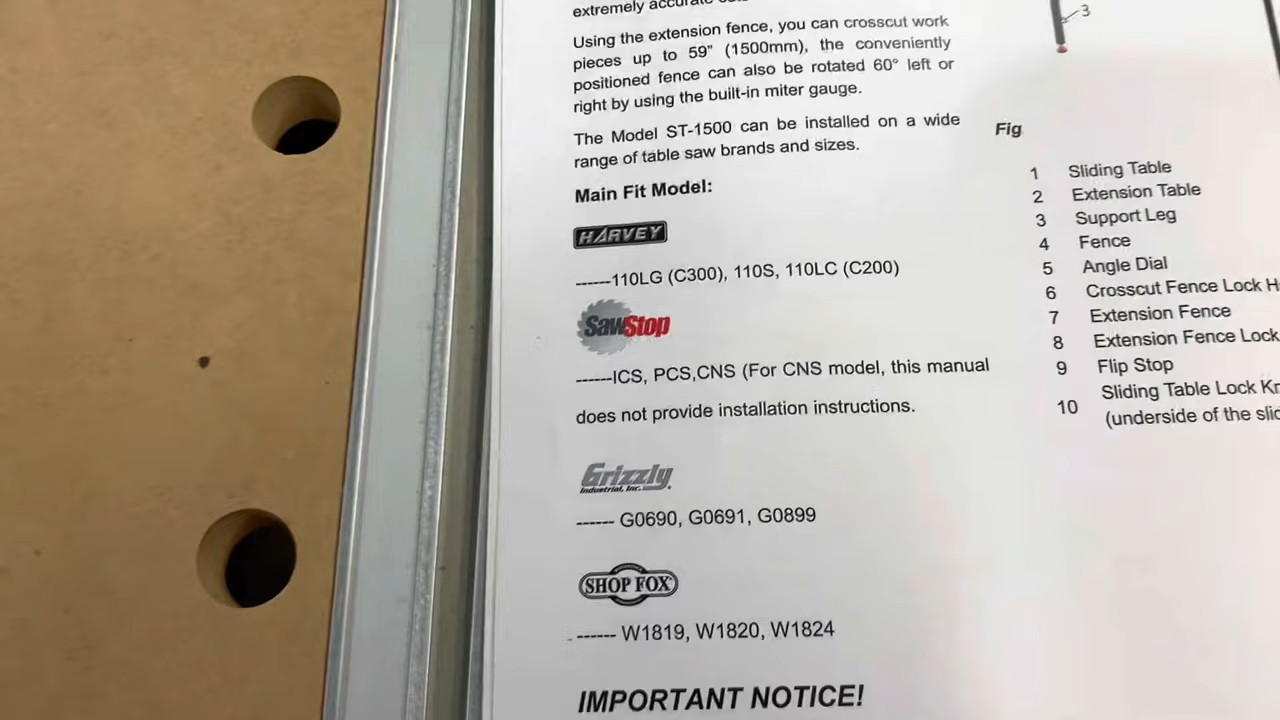 extremely accurate
Using the extension fence, you can crosscut work
pieces up to 59" (1500mm), the conveniently
positioned fence can also be rotated 60° left or
right by using the built-in miter gauge.
The Model ST-1500 can be installed on a wide
range of table saw brands and sizes.
Main Fit Model:
HARVEY
------110LG (C300), 110S, 110LC (C200)
SawStop
------ICS, PCS,CNS (For CNS model, this manual
does not provide installation instructions.
Grizzly
Industrial, Inc.
------ G0690, G0691, G0899
SHOP FOX
------ W1819, W1820, W1824
IMPORTANT NOTICE!
3
Fig
1 Sliding Table
2 Extension Table
3 Support Leg
4 Fence
5 Angle Dial
6 Crosscut Fence Lock
7 Extension Fence
8 Extension Fence Lock
9 Flip Stop
10 Sliding Table Lock
(underside of the